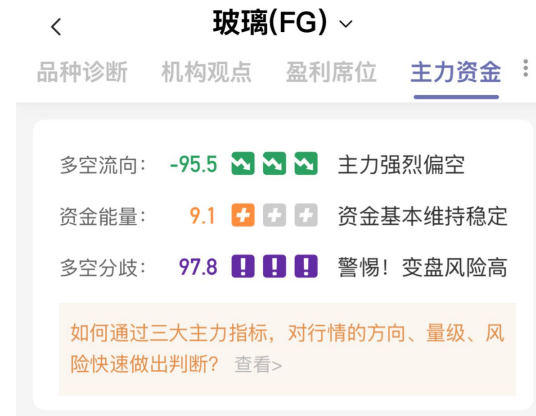 玻璃(FG)
品种诊断 机构观点 盈利席位 主力资金
多空流向: -95.5 主力强烈偏空
资金能量: 9.1 资金基本维持稳定
多空分歧: 97.8 警惕！变盘风险高
如何通过三大主力指标，对行情的方向、量级、风
险快速做出判断？ 查看>